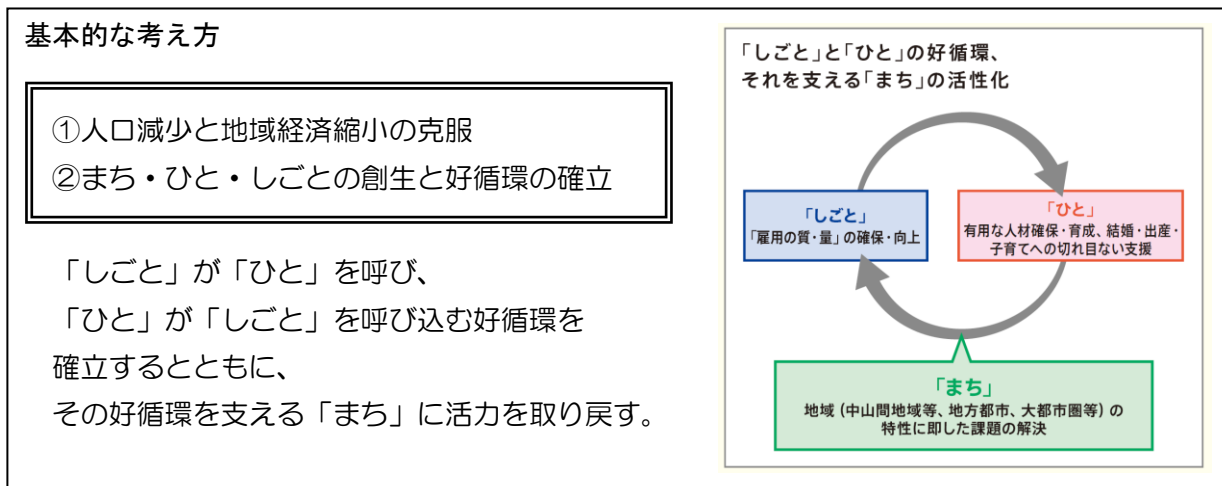 基本的な考え方
①人口減少と地域経済縮小の克服
②まち・ひと・しごとの創生と好循環の確立
「しごと」が「ひと」を呼び、
「ひと」が「しごと」を呼び込む好循環を
確立するとともに、
その好循環を支える「まち」に活力を取り戻す。
「しごと」と「ひと」の好循環、
それを支える「まち」の活性化
「しごと」
「雇用の質・量」の確保・向上
「ひと」
有用な人材確保・育成、結婚・出産・
子育てへの切れ目ない支援
「まち」
地域（中山間地域等、地方都市、大都市圏等）の
特性に即した課題の解決